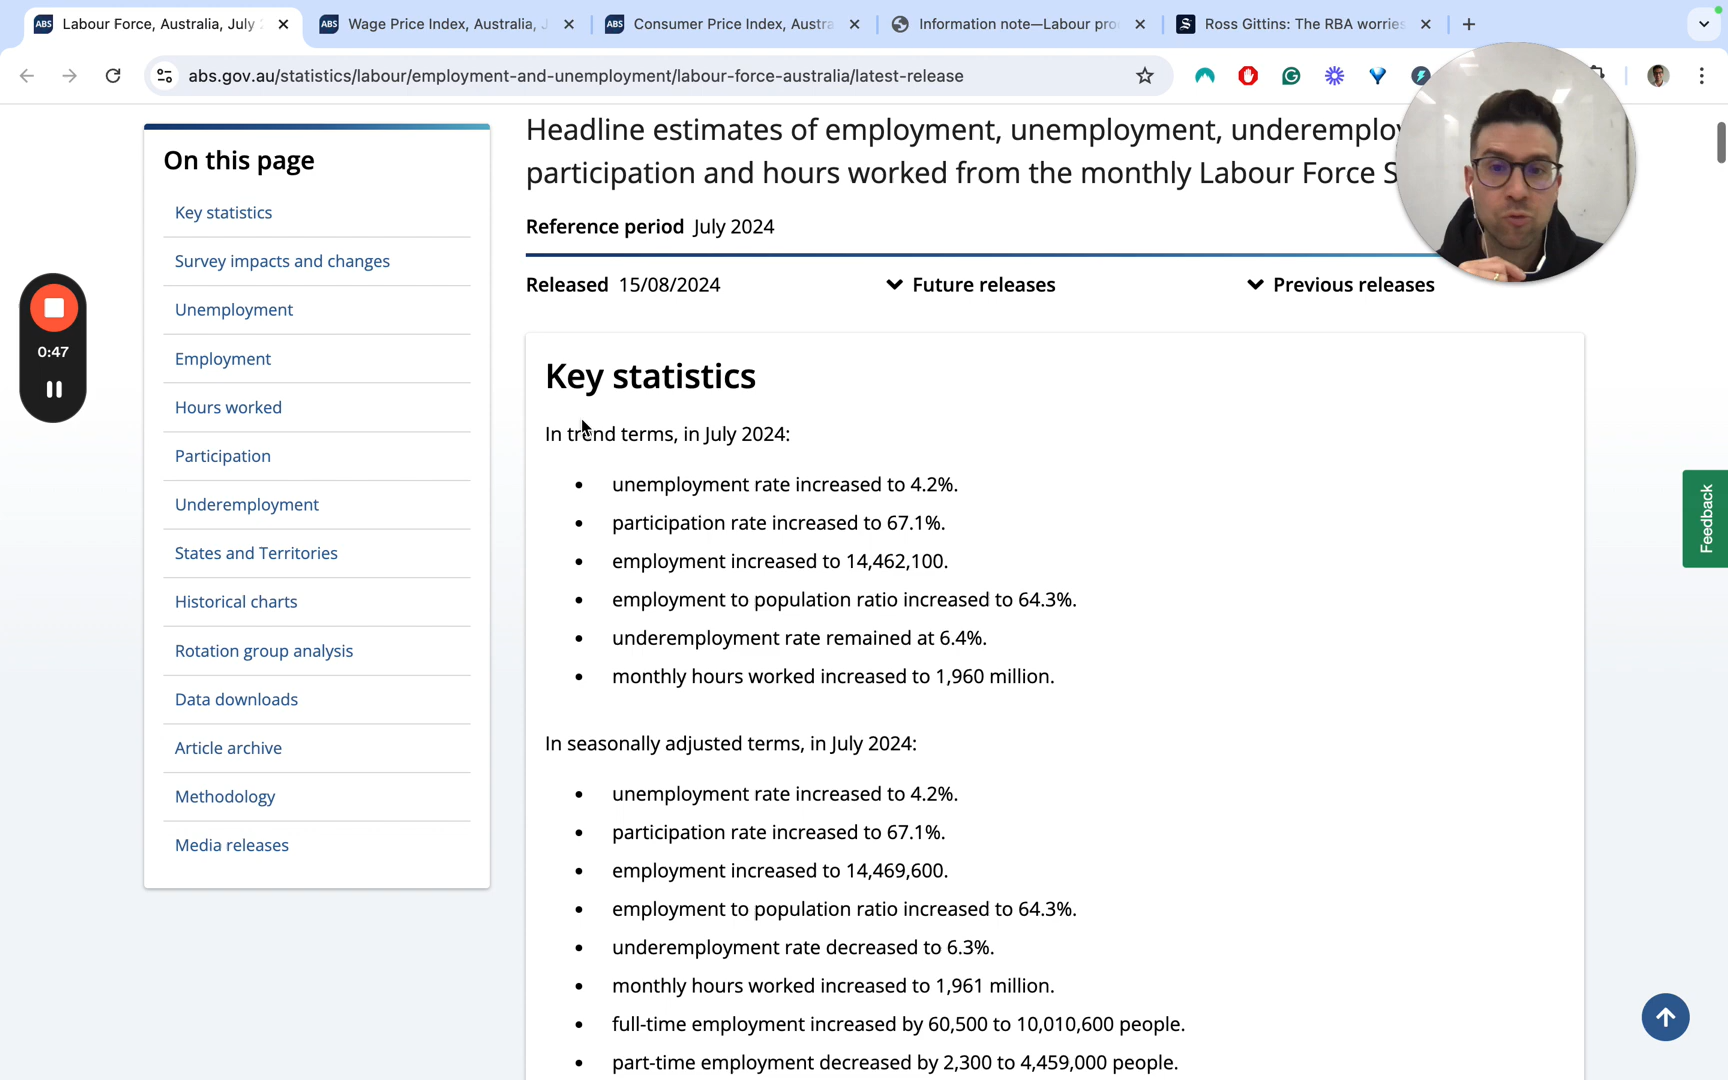 ABS Labour Force, Australia, July
ABS Wage Price Index, Australia, J
ABS Consumer Price Index, Austra
Information note—Labour pro
S Ross Gittins: The RBA worries
abs.gov.au/statistics/labour/employment-and-unemployment/labour-force-australia/latest-release
On this page
Key statistics
Survey impacts and changes
Unemployment
Employment
Hours worked
Participation
Underemployment
States and Territories
Historical charts
Rotation group analysis
Data downloads
Article archive
Methodology
Media releases
0:47
Headline estimates of employment, unemployment, underemplo
participation and hours worked from the monthly Labour Force S
Reference period July 2024
Released 15/08/2024
Future releases
Previous releases
Key statistics
In trend terms, in July 2024:
• unemployment rate increased to 4.2%.
• participation rate increased to 67.1%.
• employment increased to 14,462,100.
• employment to population ratio increased to 64.3%.
• underemployment rate remained at 6.4%.
• monthly hours worked increased to 1,960 million.
In seasonally adjusted terms, in July 2024:
• unemployment rate increased to 4.2%.
• participation rate increased to 67.1%.
• employment increased to 14,469,600.
• employment to population ratio increased to 64.3%.
• underemployment rate decreased to 6.3%.
• monthly hours worked increased to 1,961 million.
• full-time employment increased by 60,500 to 10,010,600 people.
• part-time employment decreased by 2,300 to 4,459,000 people.
Feedback